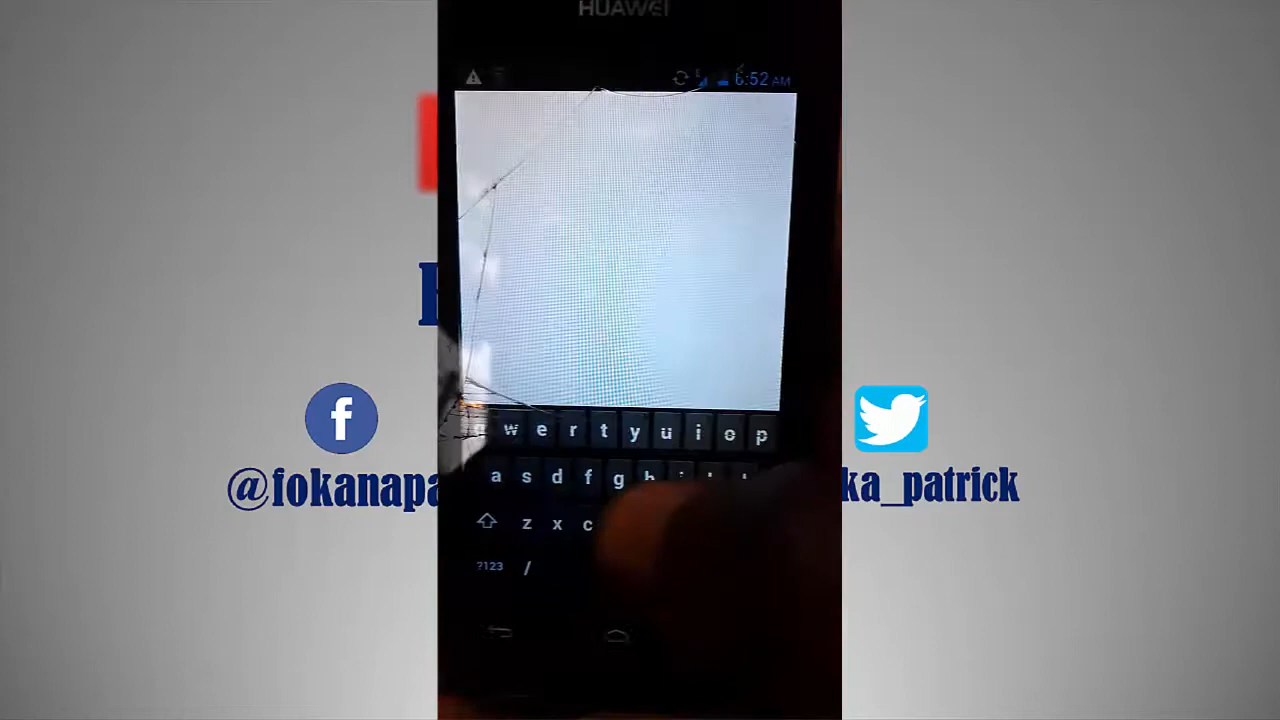 HUAWEI
6:52 AM
w e r t y u i o p
a s d f g h
z x c
?123 /
f
@fokanapa
ka_patrick